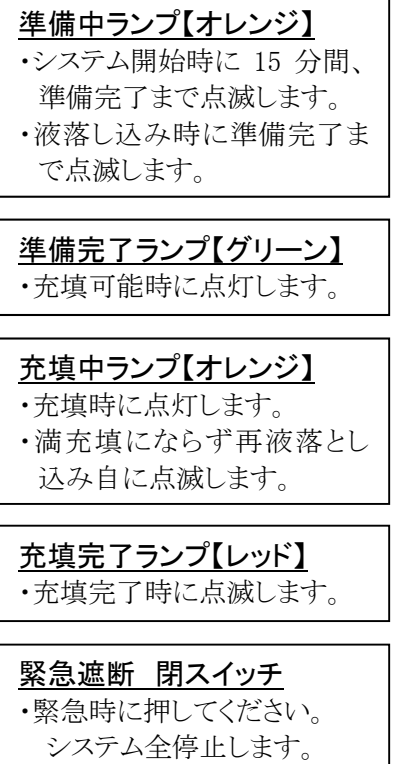 準備中ランプ【オレンジ】
・システム開始時に 15 分間、
準備完了まで点滅します。
・液落し込み時に準備完了ま
で点滅します。
準備完了ランプ【グリーン】
・充填可能時に点灯します。
充填中ランプ【オレンジ】
・充填時に点灯します。
・満充填にならず再液落とし
込み自に点滅します。
充填完了ランプ【レッド】
・充填完了時に点滅します。
緊急遮断　閉スイッチ
・緊急時に押してください。
システム全停止します。